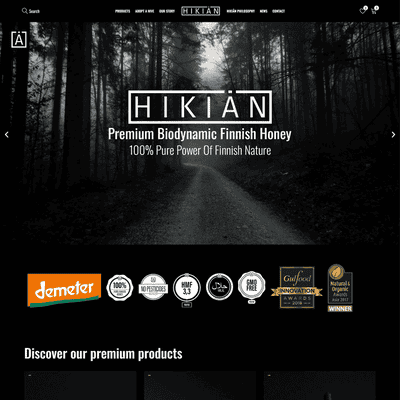 Search
PRODUCTS
ADOPT A HIVE
OUR STORY
HIKIÄN
HIKIÄN PHILOSOPHY
NEWS
CONTACT
Ä
HIKIÄN
Premium Biodynamic Finnish Honey
100% Pure Power Of Finnish Nature
demeter
100%
NO PESTICIDES
HMF
3,3
GMO
FREE
Gulfood
INNOVATION
AWARDS
2018
Natural &
Organic
Awards
Asia 2017
WINNER
Discover our premium products